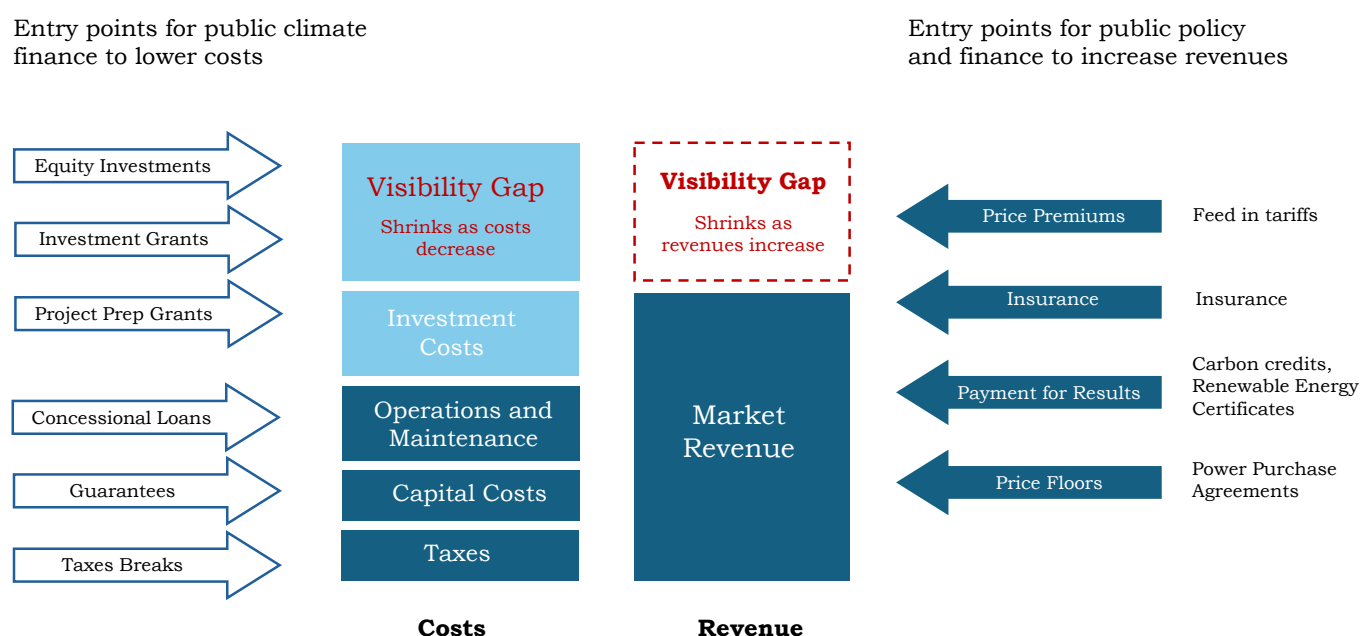 Entry points for public climate
finance to lower costs
Entry points for public policy
and finance to increase revenues
Equity Investments
Investment Grants
Project Prep Grants
Concessional Loans
Guarantees
Taxes Breaks
Visibility Gap
Shrinks as costs
decrease
Investment
Costs
Operations and
Maintenance
Capital Costs
Taxes
Costs
Visibility Gap
Shrinks as
revenues increase
Market
Revenue
Revenue
Price Premiums
Feed in tariffs
Insurance
Insurance
Payment for Results
Carbon credits,
Renewable Energy
Certificates
Price Floors
Power Purchase
Agreements